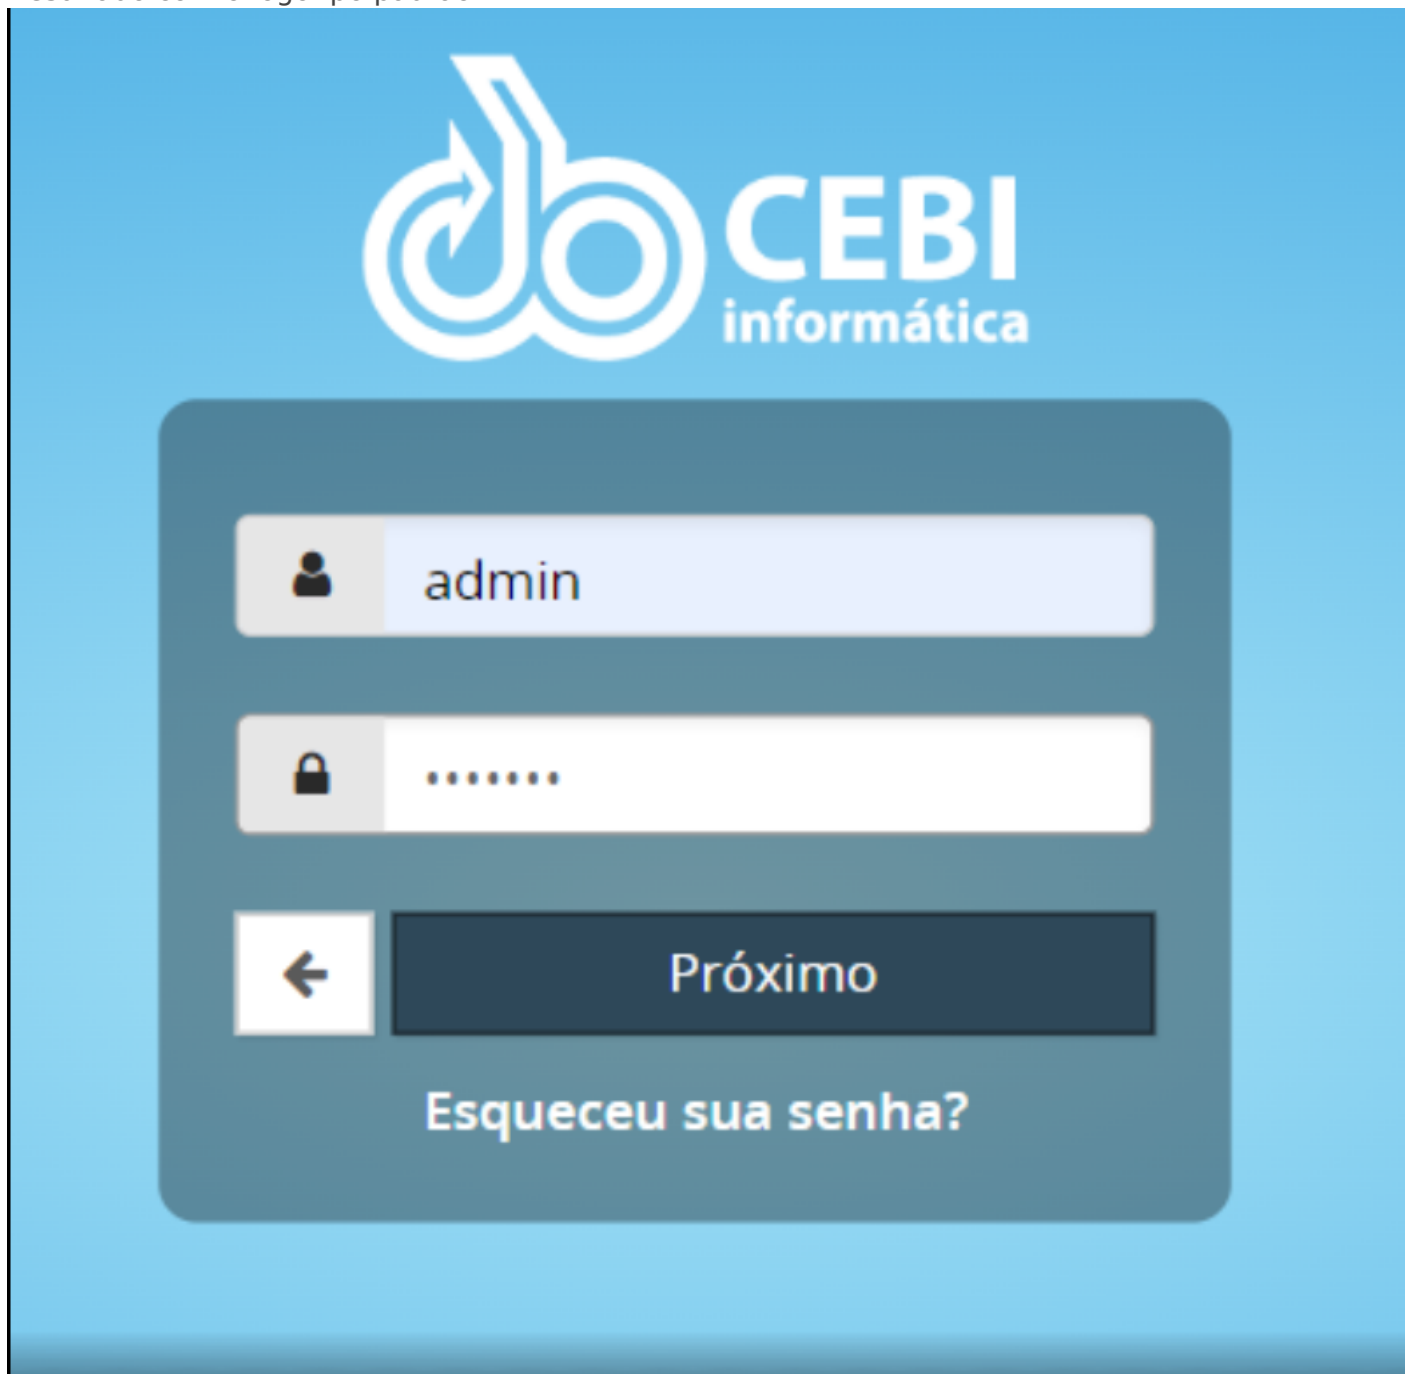 CEBI
informática
admin
•••••••
Próximo
Esqueceu sua senha?